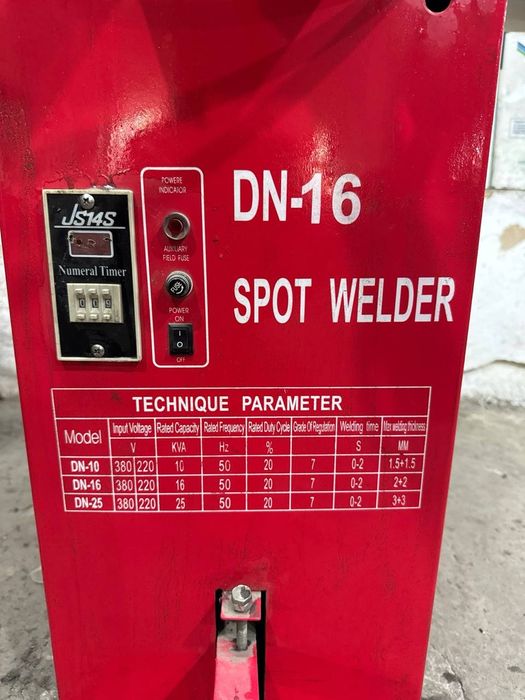 JS14S
Numeral Timer
009
POWERE
INDICATOR
AUXILIARY
FIELD FUSE
FUSE
POWER
ON
I
O
OFF
DN-16
SPOT WELDER
TECHNIQUE PARAMETER
Model Input Voltage Rated Capacity Rated Frequency Rated Duty Cycle Grade Of Regulation Welding time Max welding thickness
V KVA Hz % S MM
DN-10 380 220 10 50 20 7 0-2 1.5+1.5
DN-16 380 220 16 50 20 7 0-2 2+2
DN-25 380 220 25 50 20 7 0-2 3+3